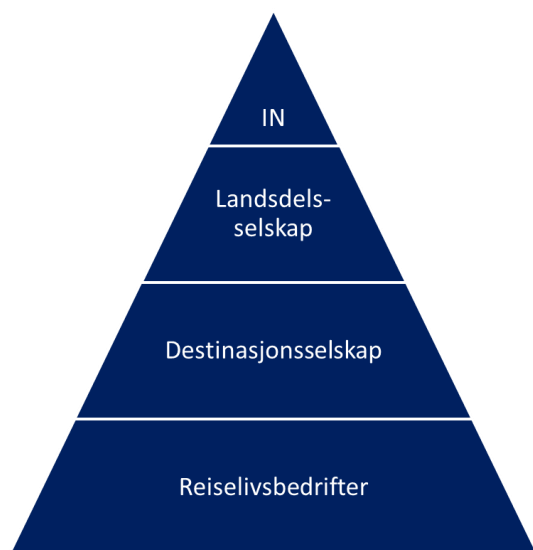 IN
Landsdels-
selskap
Destinasjonsselskap
Reiselivsbedrifter